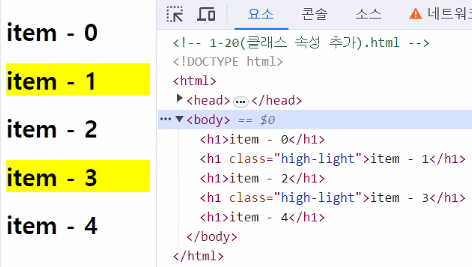 item - 0
item - 1
item - 2
item - 3
item - 4
요소 콘솔 소스 네트워
<!-- 1-20(클래스 속성 추가).html -->
<!DOCTYPE html>
<html>
<head> … </head>
<body> == $0
<h1>item - 0</h1>
<h1 class="high-light">item - 1</h1>
<h1>item - 2</h1>
<h1 class="high-light">item - 3</h1>
<h1>item - 4</h1>
</body>
</html>